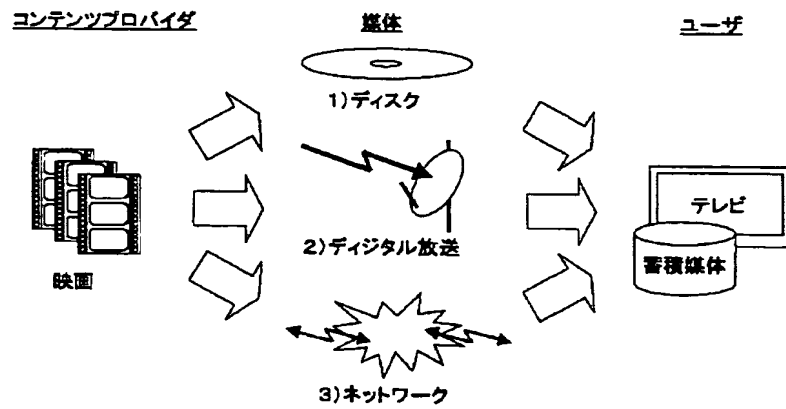 コンテンツプロバイダ
媒体
ユーザ
1)ディスク
テレビ
2)ディジタル放送
蓄積媒体
映画
3)ネットワーク